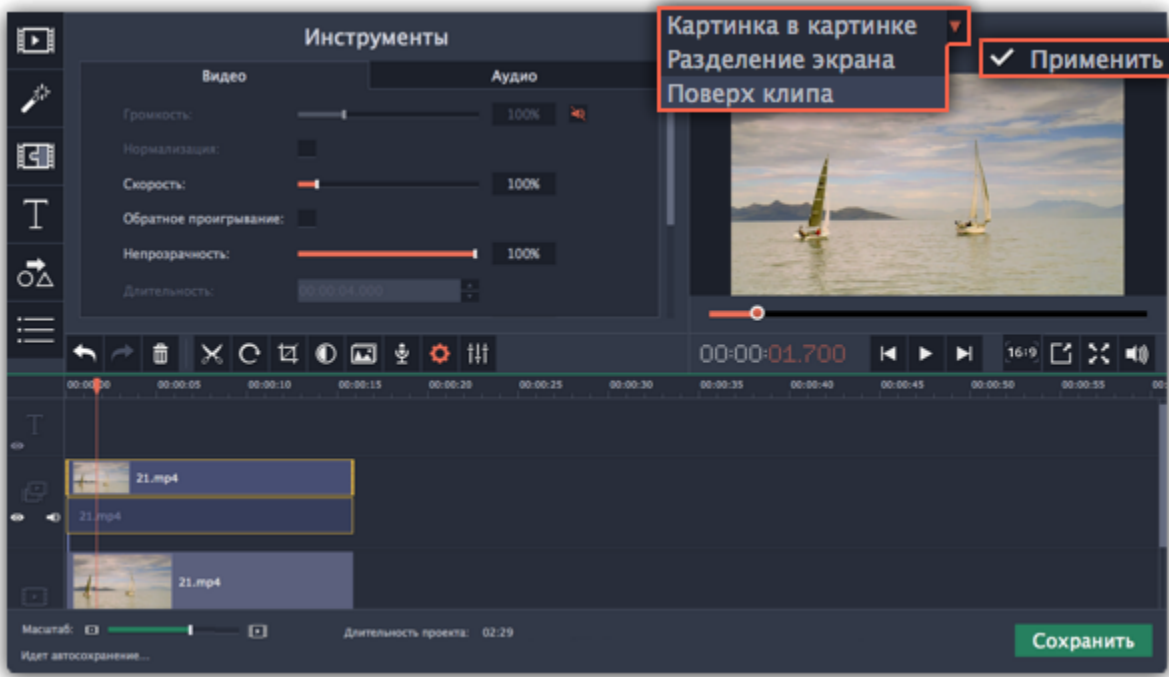 Инструменты
Картинка в картинке
Разделение экрана
Поверх клипа
Применить
Видео
Аудио
Громкость:
100%
Нормализация:
Скорость:
100%
Обратное проигрывание:
Непрозрачность:
100%
Длительность:
00:00:04.000
00:00:01.700
16:9
00:00:00
00:00:05
00:00:10
00:00:15
00:00:20
00:00:25
00:00:30
00:00:35
00:00:40
00:00:45
00:00:50
00:00:55
00:
21.mp4
21.mp4
21.mp4
Масштаб:
Длительность проекта: 02:29
Идет автосохранение...
Сохранить